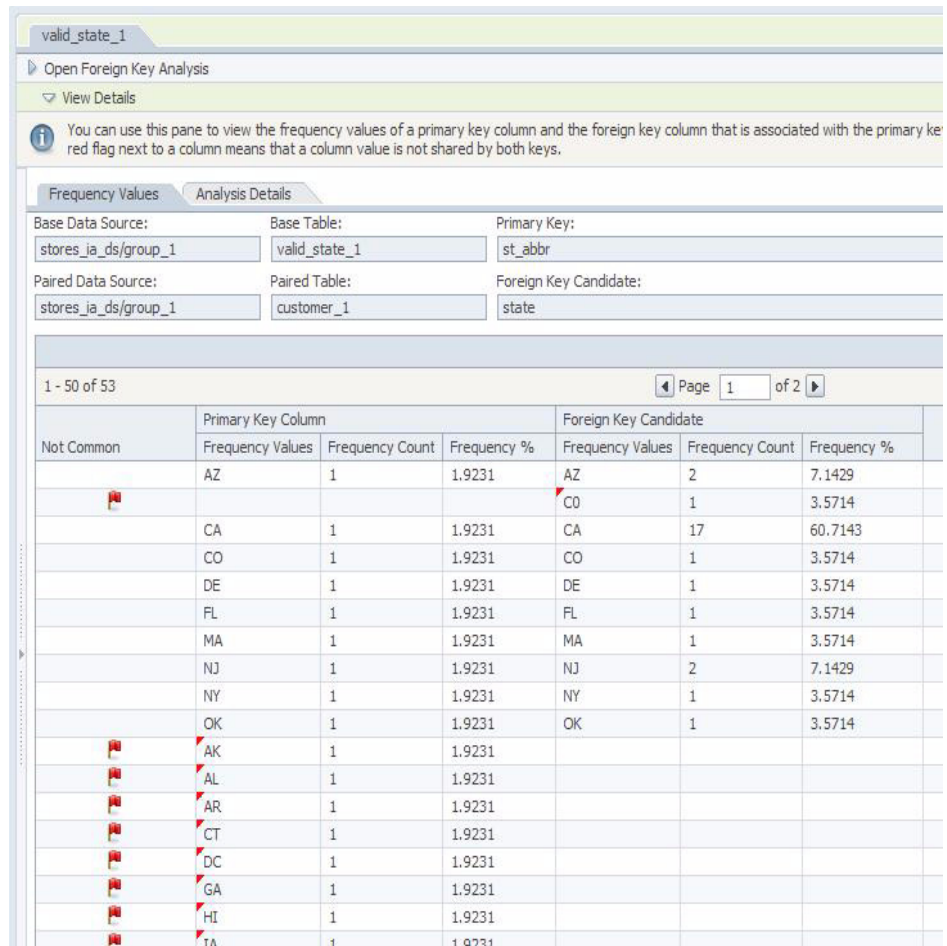 valid_state_1
Open Foreign Key Analysis
View Details
You can use this pane to view the frequency values of a primary key column and the foreign key column that is associated with the primary ke
red flag next to a column means that a column value is not shared by both keys.
Frequency Values Analysis Details
Base Data Source: Base Table: Primary Key:
stores_ia_ds/group_1 valid_state_1 st_abbr
Paired Data Source: Paired Table: Foreign Key Candidate:
stores_ia_ds/group_1 customer_1 state
1 - 50 of 53 Page 1 of 2
Primary Key Column Foreign Key Candidate
Not Common Frequency Values Frequency Count Frequency % Frequency Values Frequency Count Frequency %
AZ 1 1.9231 AZ 2 7.1429
C0 1 3.5714
CA 1 1.9231 CA 17 60.7143
CO 1 1.9231 CO 1 3.5714
DE 1 1.9231 DE 1 3.5714
FL 1 1.9231 FL 1 3.5714
MA 1 1.9231 MA 1 3.5714
NJ 1 1.9231 NJ 2 7.1429
NY 1 1.9231 NY 1 3.5714
OK 1 1.9231 OK 1 3.5714
AK 1 1.9231
AL 1 1.9231
AR 1 1.9231
CT 1 1.9231
DC 1 1.9231
GA 1 1.9231
HI 1 1.9231
IA 1 1.9231